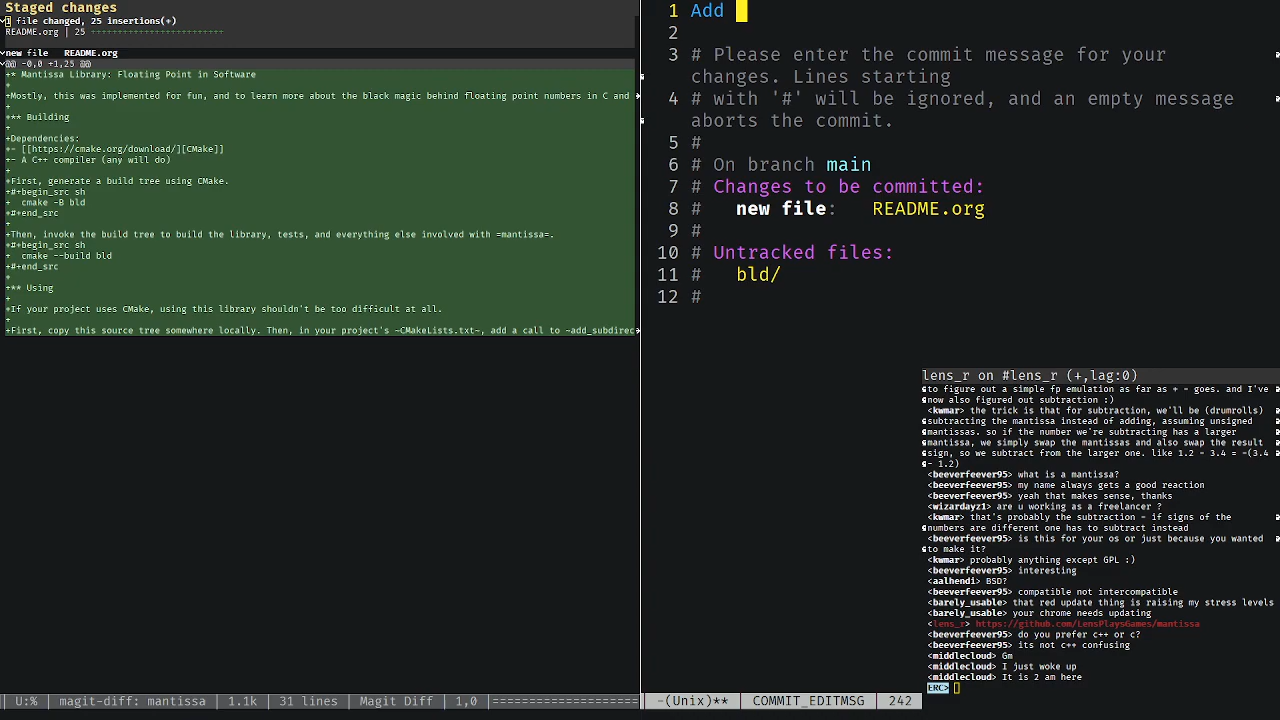 Staged changes
1 file changed, 25 insertions(+)
README.org | 25 +++++++++++++++++++++++++
new file   README.org
@@ -0,0 +1,25 @@
+* Mantissa Library: Floating Point in Software
+
+Mostly, this was implemented for fun, and to learn more about the black magic behind floating point numbers in C and
+
+** Building
+
+Dependencies:
+- [[https://cmake.org/download/][CMake]]
+- A C++ compiler (any will do)
+
+First, generate a build tree using CMake.
+#+begin_src sh
+  cmake -B bld
+#+end_src
+
+Then, invoke the build tree to build the library, tests, and everything else involved with =mantissa=.
+#+begin_src sh
+  cmake --build bld
+#+end_src
+
+** Using
+
+If your project uses CMake, using this library shouldn't be too difficult at all.
+
+First, copy this source tree somewhere locally. Then, in your project's ~CMakeLists.txt~, add a call to ~add_subdirec
U:%  magit-diff: mantissa  1.1k  31 lines  Magit Diff  1,0
1 Add
2
3 # Please enter the commit message for your
changes. Lines starting
4 # with '#' will be ignored, and an empty message
aborts the commit.
5 #
6 # On branch main
7 # Changes to be committed:
8 #   new file:   README.org
9 #
10 # Untracked files:
11 #   bld/
12 #
-(Unix)**  COMMIT_EDITMSG  242
lens_r on #lens_r (+,lag:0)
to figure out a simple fp emulation as far as + - goes. and I've
now also figured out subtraction :)
<kwmar> the trick is that for subtraction, we'll be (drumrolls)
subtracting the mantissa instead of adding, assuming unsigned
mantissas. so if the number we're subtracting has a larger
mantissa, we simply swap the mantissas and also swap the result
sign, so we subtract from the larger one. like 1.2 - 3.4 = -(3.4
- 1.2)
<beeverfeever95> what is a mantissa?
<beeverfeever95> my name always gets a good reaction
<beeverfeever95> yeah that makes sense, thanks
<wizardayz1> are u working as a freelancer ?
<kwmar> that's probably the subtraction - if signs of the
numbers are different one has to subtract instead
<beeverfeever95> is this for your os or just because you wanted
to make it?
<kwmar> probably anything except GPL :)
<beeverfeever95> interesting
<aalhendi> BSD?
<beeverfeever95> compatible not intercompatible
<barely_usable> that red update thing is raising my stress levels
<barely_usable> your chrome needs updating
<lens_r> https://github.com/LensPlaysGames/mantissa
<beeverfeever95> do you prefer c++ or c?
<beeverfeever95> its not c++ confusing
<middlecloud> Gm
<middlecloud> I just woke up
<middlecloud> It is 2 am here
ERC>